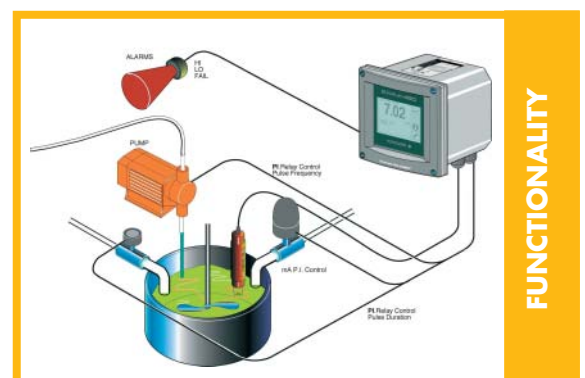 ALARMS
HI
LO
FAIL
7.02
PUMP
PI.Relay Control
Pulse Frequency
mA P.I. Control
PI.Relay Control
Pulse Duration
FUNCTIONALITY